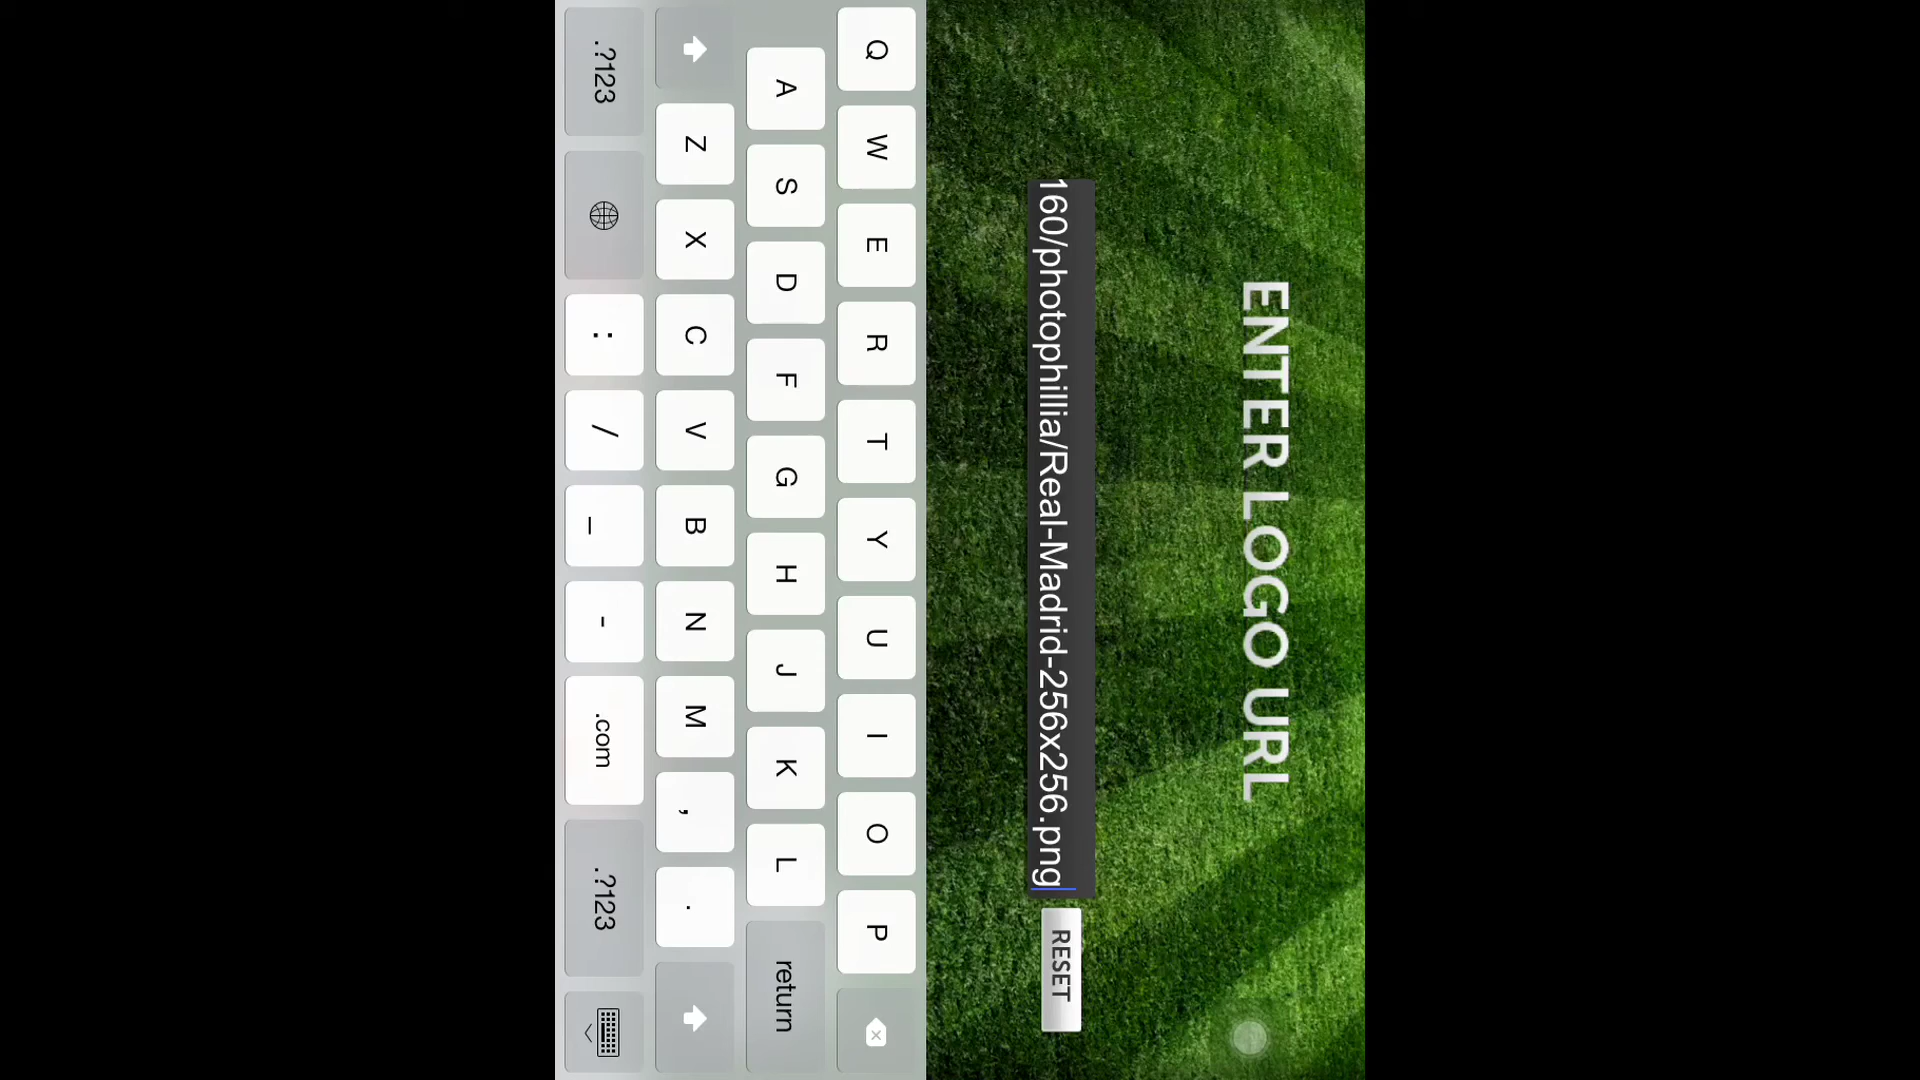 ENTER LOGO URL
160/photophillia/Real-Madrid-256x256.png
RESET
Q W E R T Y U I O P
A S D F G H J K L return
Z X C V B N M , .
.?123 : / _ - .com .?123